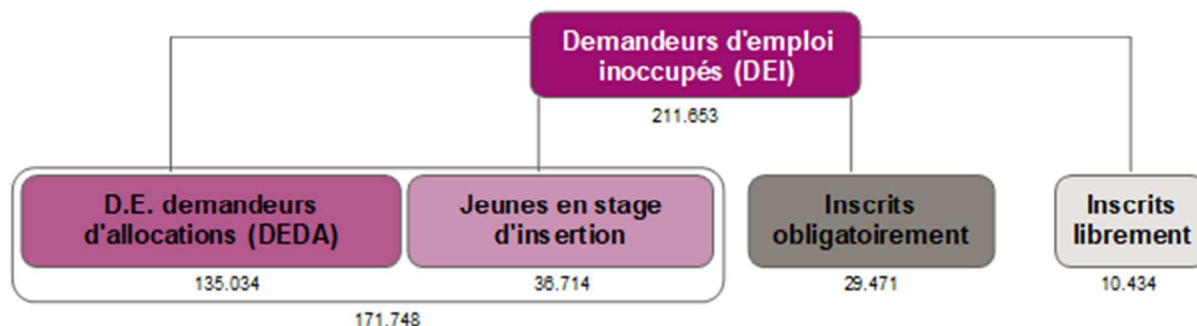 Demandeurs d'emploi
inoccupés (DEI)
211.653
D.E. demandeurs
d'allocations (DEDA)
Jeunes en stage
d'insertion
Inscrits
obligatoirement
Inscrits
librement
135.034
36.714
29.471
10.434
171.748